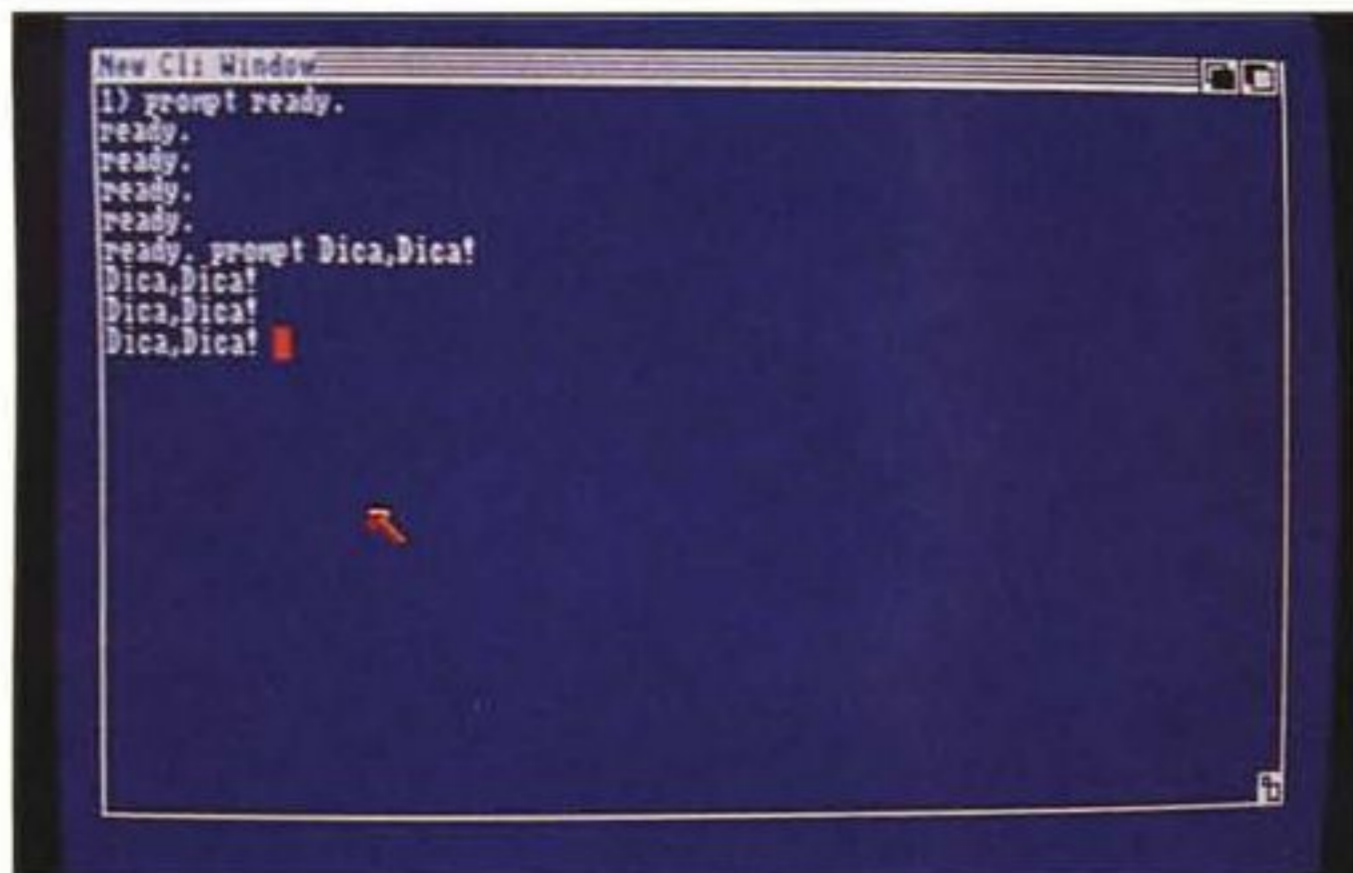 New Cli Window
1) prompt ready.
ready.
ready.
ready.
ready.
ready. prompt Dica,Dica!
Dica,Dica!
Dica,Dica!
Dica,Dica!